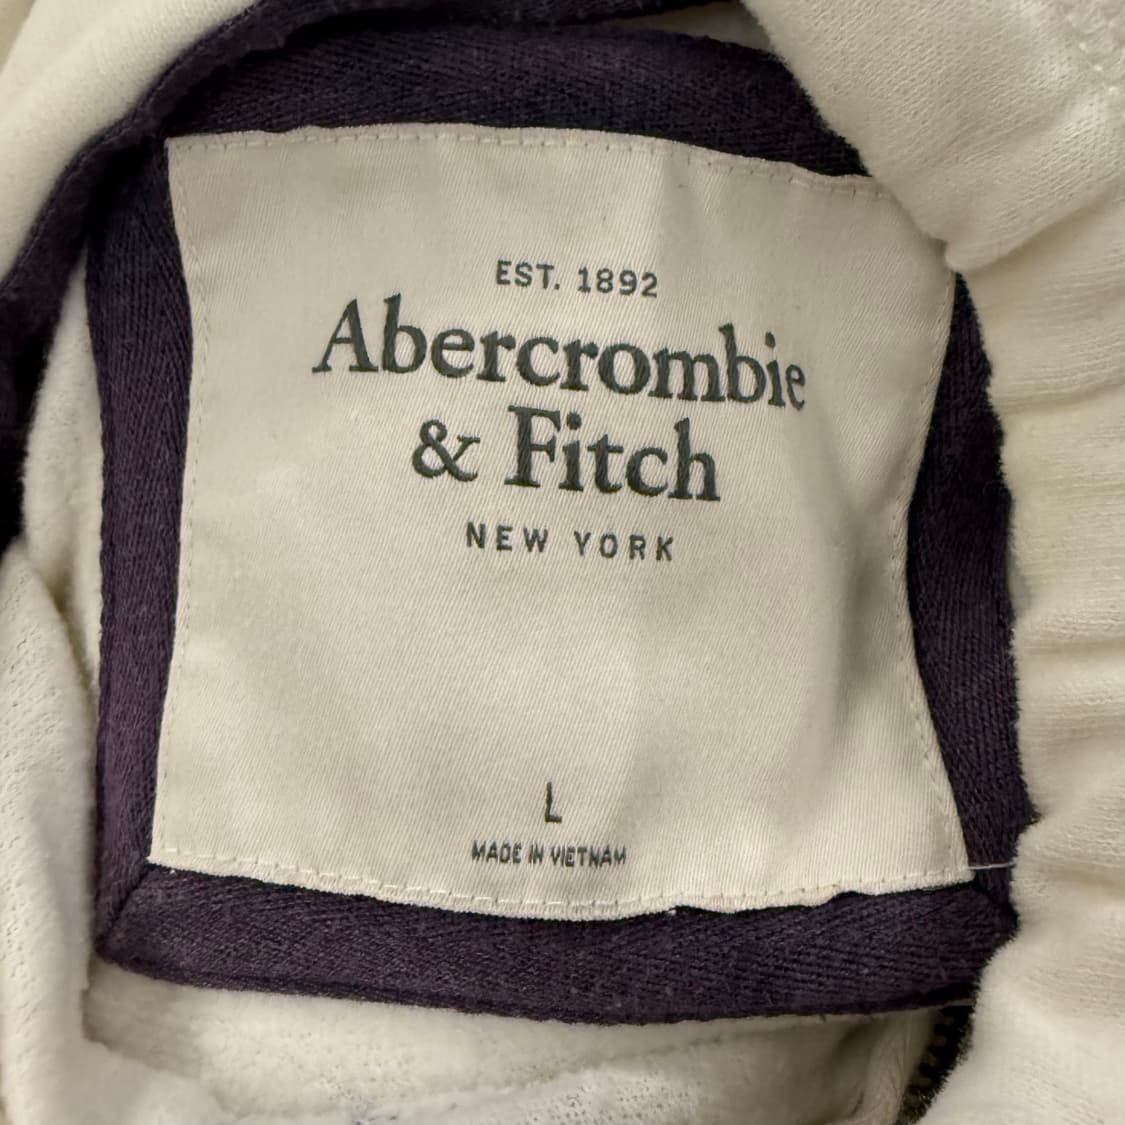 EST. 1892
Abercrombie
& Fitch
NEW YORK
L
MADE IN VIETNAM